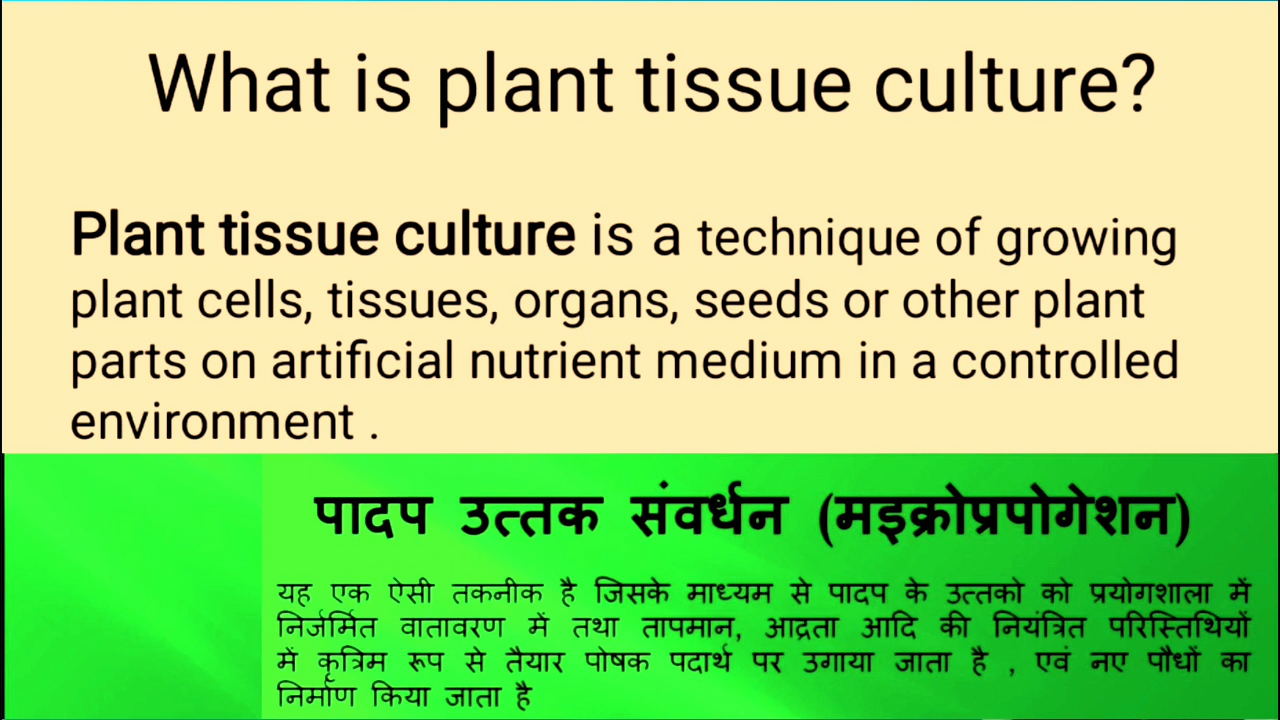 What is plant tissue culture?
Plant tissue culture is a technique of growing
plant cells, tissues, organs, seeds or other plant
parts on artificial nutrient medium in a controlled
environment .
पादप उत्तक संवर्धन (मइक्रोप्रपोगेशन)
यह एक ऐसी तकनीक है जिसके माध्यम से पादप के उत्तको को प्रयोगशाला में
निर्जर्मित वातावरण में तथा तापमान, आद्रता आदि की नियंत्रित परिस्तिथियों
में कृत्रिम रूप से तैयार पोषक पदार्थ पर उगाया जाता है , एवं नए पौधों का
निर्माण किया जाता है